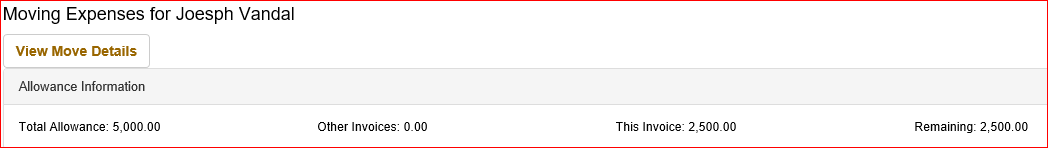 Moving Expenses for Joesph Vandal
View Move Details
Allowance Information
Total Allowance: 5,000.00 Other Invoices: 0.00 This Invoice: 2,500.00 Remaining: 2,500.00